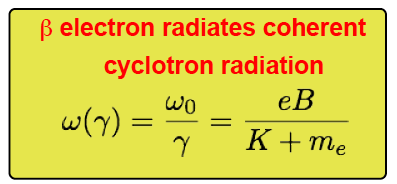 β electron radiates coherent
cyclotron radiation
ω(γ) = ω₀/γ = eB/(K + mₑ)